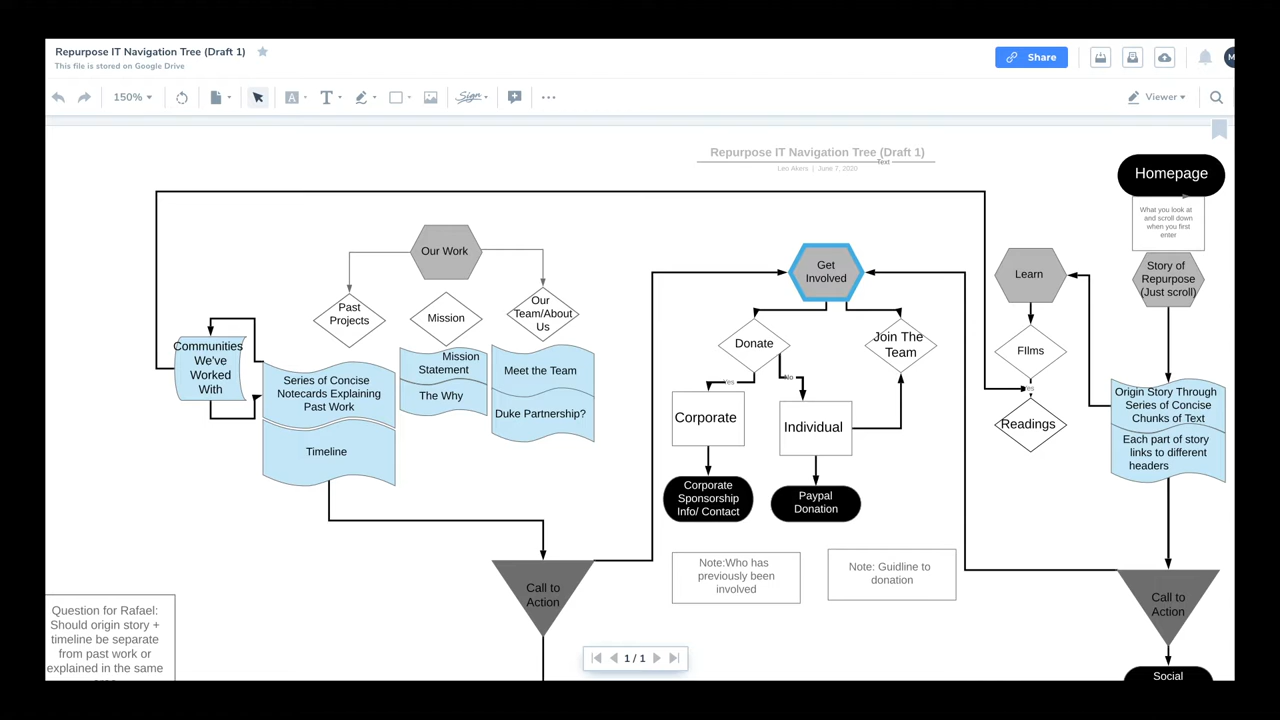 Repurpose IT Navigation Tree (Draft 1)
This file is stored on Google Drive
Share
150%
A
T
Sign
Viewer
Repurpose IT Navigation Tree (Draft 1)
Text
Leo Akers | June 7, 2020
Homepage
What you look at
and scroll down
when you first
enter
Our Work
Get
Involved
Learn
Story of
Repurpose
(Just scroll)
Past
Projects
Mission
Our
Team/About
Us
Donate
Join The
Team
FIlms
Communities
We've
Worked
With
Series of Concise
Notecards Explaining
Past Work
Timeline
Mission
Statement
The Why
Meet the Team
Duke Partnership?
Yes
No
Corporate
Individual
Yes
Readings
Origin Story Through
Series of Concise
Chunks of Text
Each part of story
links to different
headers
Corporate
Sponsorship
Info/ Contact
Paypal
Donation
Note:Who has
previously been
involved
Note: Guidline to
donation
Call to
Action
Call to
Action
Question for Rafael:
Should origin story +
timeline be separate
from past work or
explained in the same
1 / 1
Social